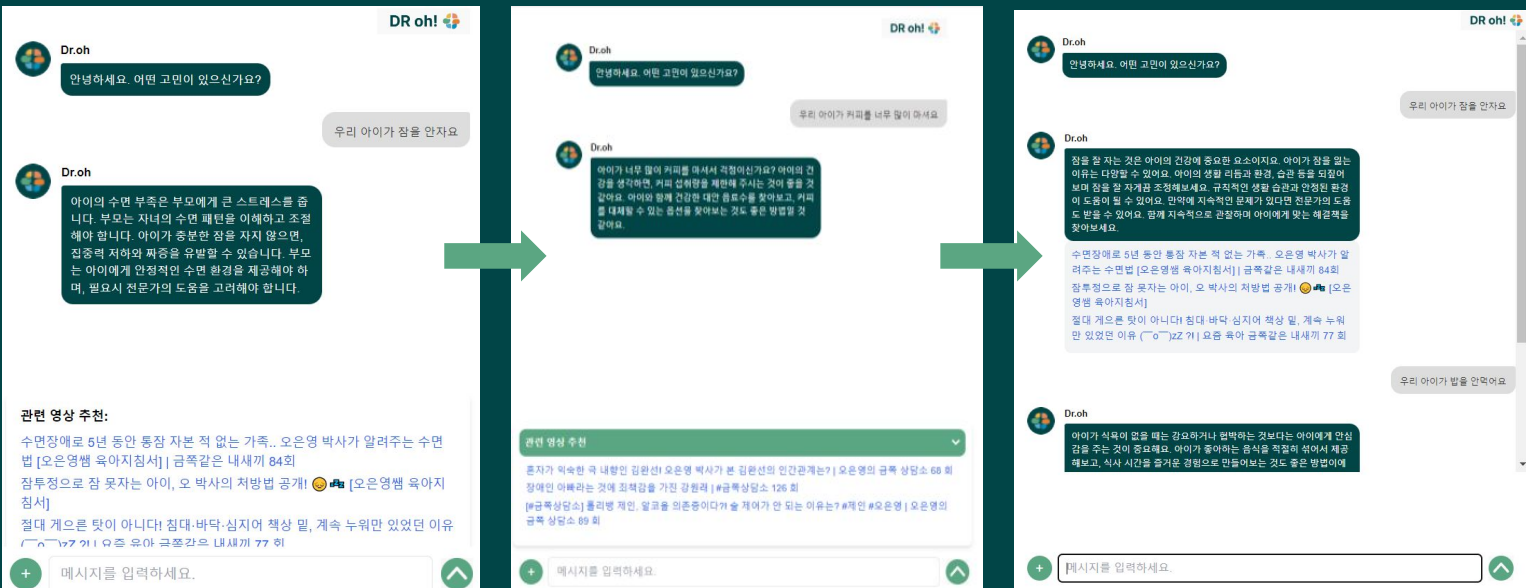 DR oh!
Dr.oh
안녕하세요. 어떤 고민이 있으신가요?
우리 아이가 잠을 안자요
Dr.oh
아이의 수면 부족은 부모에게 큰 스트레스를 줍
니다. 부모는 자녀의 수면 패턴을 이해하고 조절
해야 합니다. 아이가 충분한 잠을 자지 않으면,
집중력 저하와 짜증을 유발할 수 있습니다. 부모
는 아이에게 안정적인 수면 환경을 제공해야 하
며, 필요시 전문가의 도움을 고려해야 합니다.
관련 영상 추천:
수면장애로 5년 동안 통잠 자본 적 없는 가족.. 오은영 박사가 알려주는 수면
법 [오은영쌤 육아지침서] | 금쪽같은 내새끼 84회
잠투정으로 잠 못자는 아이, 오 박사의 처방법 공개! [오은영쌤 육아지
침서]
절대 게으른 탓이 아니다! 침대·바닥·심지어 책상 밑, 계속 누워만 있었던 이유
(￣o￣)zZ ?! | 요즘 육아 금쪽같은 내새끼 77 회
+ 메시지를 입력하세요.
DR oh!
Dr.oh
안녕하세요. 어떤 고민이 있으신가요?
우리 아이가 커피를 너무 많이 마셔요
Dr.oh
아이가 너무 많이 커피를 마셔서 걱정이신가요? 아이의 건
강을 생각하면, 커피 섭취량을 제한해 주시는 것이 좋을 것
같아요. 아이와 함께 건강한 대안 음료수를 찾아보고, 커피
를 대체할 수 있는 옵션을 찾아보는 것도 좋은 방법일 것
같아요.
관련 영상 추천
혼자가 익숙한 극 내향인 김완선! 오은영 박사가 본 김완선의 인간관계는? | 오은영의 금쪽 상담소 68 회
장애인 아빠라는 것에 죄책감을 가진 강원래 | #금쪽상담소 126 회
[#금쪽상담소] 폴리뱅 제인, 알코올 의존증이다?! 술 제어가 안 되는 이유는? #제인 #오은영 | 오은영의
금쪽 상담소 89 회
+ 메시지를 입력하세요.
DR oh!
Dr.oh
안녕하세요. 어떤 고민이 있으신가요?
우리 아이가 잠을 안자요
Dr.oh
잠을 잘 자는 것은 아이의 건강에 중요한 요소이지요. 아이가 잠을 잃는
이유는 다양할 수 있어요. 아이의 생활 리듬과 환경, 습관 등을 되짚어
보며 잠을 잘 자게끔 조정해보세요. 규칙적인 생활 습관과 안정된 환경
이 도움이 될 수 있어요. 만약에 지속적인 문제가 있다면 전문가의 도움
도 받을 수 있어요. 함께 지속적으로 관찰하며 아이에게 맞는 해결책을
찾아보세요.
수면장애로 5년 동안 통잠 자본 적 없는 가족.. 오은영 박사가 알
려주는 수면법 [오은영쌤 육아지침서] | 금쪽같은 내새끼 84회
잠투정으로 잠 못자는 아이, 오 박사의 처방법 공개! [오은
영쌤 육아지침서]
절대 게으른 탓이 아니다! 침대·바닥·심지어 책상 밑, 계속 누워
만 있었던 이유 (￣o￣)zZ ?! | 요즘 육아 금쪽같은 내새끼 77 회
우리 아이가 밥을 안먹어요
Dr.oh
아이가 식욕이 없을 때는 강요하거나 협박하는 것보다는 아이에게 안심
감을 주는 것이 중요해요. 아이가 좋아하는 음식을 적절히 섞어서 제공
해보고, 식사 시간을 즐거운 경험으로 만들어보는 것도 좋은 방법이에
+ 메시지를 입력하세요.